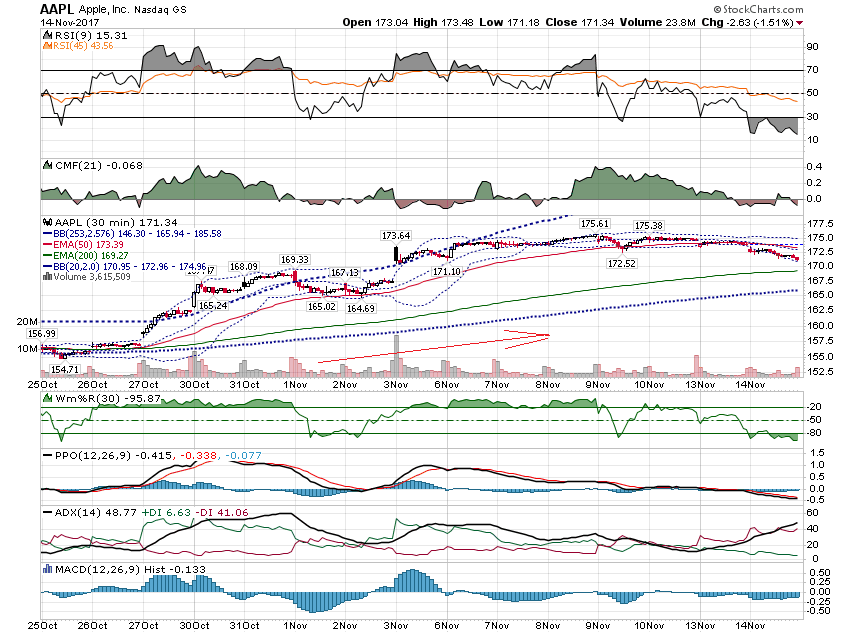 AAPL Apple, Inc. Nasdaq GS © StockCharts.com
14-Nov-2017 Open 173.04 High 173.48 Low 171.18 Close 171.34 Volume 23.8M Chg -2.63 (-1.51%)
RSI(9) 15.31
RSI(45) 43.56
90
70
50
30
10
CMF(21) -0.068
0.4
0.2
0.0
AAPL (30 min) 171.34
BB(253,2.576) 146.30 - 165.94 - 185.58
EMA(50) 173.39
EMA(200) 169.27
BB(20,2.0) 170.95 - 172.96 - 174.96
Volume 3,615,509
20M
10M
156.99
154.71
165.24
168.09
169.33
165.02
167.13
164.69
173.64
171.10
175.61
172.52
175.38
177.5
175.0
172.5
170.0
167.5
165.0
162.5
160.0
157.5
155.0
152.5
25Oct 26Oct 27Oct 30Oct 31Oct 1Nov 2Nov 3Nov 6Nov 7Nov 8Nov 9Nov 10Nov 13Nov 14Nov
Wm%R(30) -95.87
-20
-50
-80
PPO(12,26,9) -0.415, -0.338, -0.077
1.5
1.0
0.5
0.0
-0.5
ADX(14) 48.77 +DI 6.63 -DI 41.06
60
40
20
0
MACD(12,26,9) Hist -0.133
0.50
0.25
0.00
-0.25
-0.50
25Oct 26Oct 27Oct 30Oct 31Oct 1Nov 2Nov 3Nov 6Nov 7Nov 8Nov 9Nov 10Nov 13Nov 14Nov